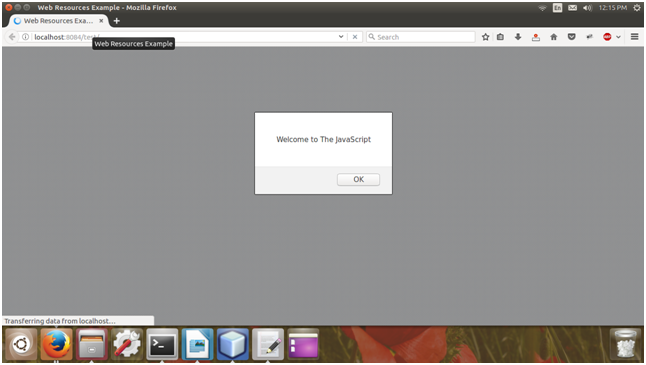 Web Resources Example - Mozilla Firefox
En
12:15 PM
Web Resources Exa...
localhost:8084/test/
Search
ABP
Web Resources Example
Welcome to The JavaScript
OK
Transferring data from localhost...